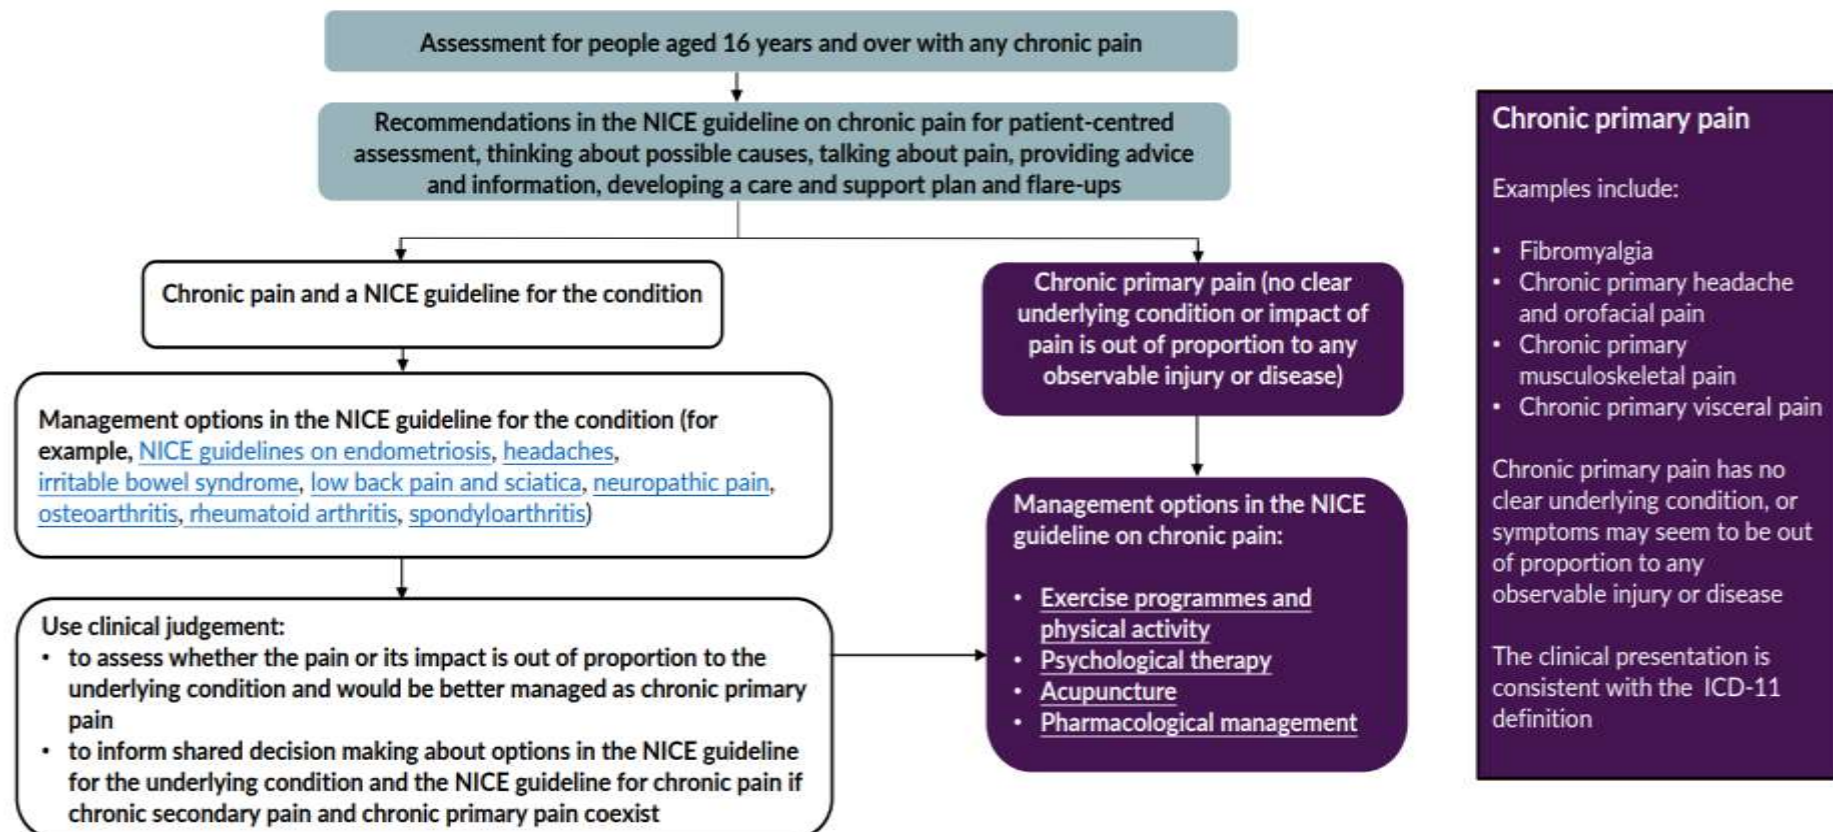 Assessment for people aged 16 years and over with any chronic pain
Recommendations in the NICE guideline on chronic pain for patient-centred
assessment, thinking about possible causes, talking about pain, providing advice
and information, developing a care and support plan and flare-ups
Chronic pain and a NICE guideline for the condition
Management options in the NICE guideline for the condition (for
example, NICE guidelines on endometriosis, headaches,
irritable bowel syndrome, low back pain and sciatica, neuropathic pain,
osteoarthritis, rheumatoid arthritis, spondyloarthritis)
Use clinical judgement:
• to assess whether the pain or its impact is out of proportion to the
underlying condition and would be better managed as chronic primary
pain
• to inform shared decision making about options in the NICE guideline
for the underlying condition and the NICE guideline for chronic pain if
chronic secondary pain and chronic primary pain coexist
Chronic primary pain (no clear
underlying condition or impact of
pain is out of proportion to any
observable injury or disease)
Management options in the NICE
guideline on chronic pain:
• Exercise programmes and
physical activity
• Psychological therapy
• Acupuncture
• Pharmacological management
Chronic primary pain
Examples include:
• Fibromyalgia
• Chronic primary headache
and orofacial pain
• Chronic primary
musculoskeletal pain
• Chronic primary visceral pain
Chronic primary pain has no
clear underlying condition, or
symptoms may seem to be out
of proportion to any
observable injury or disease
The clinical presentation is
consistent with the ICD-11
definition